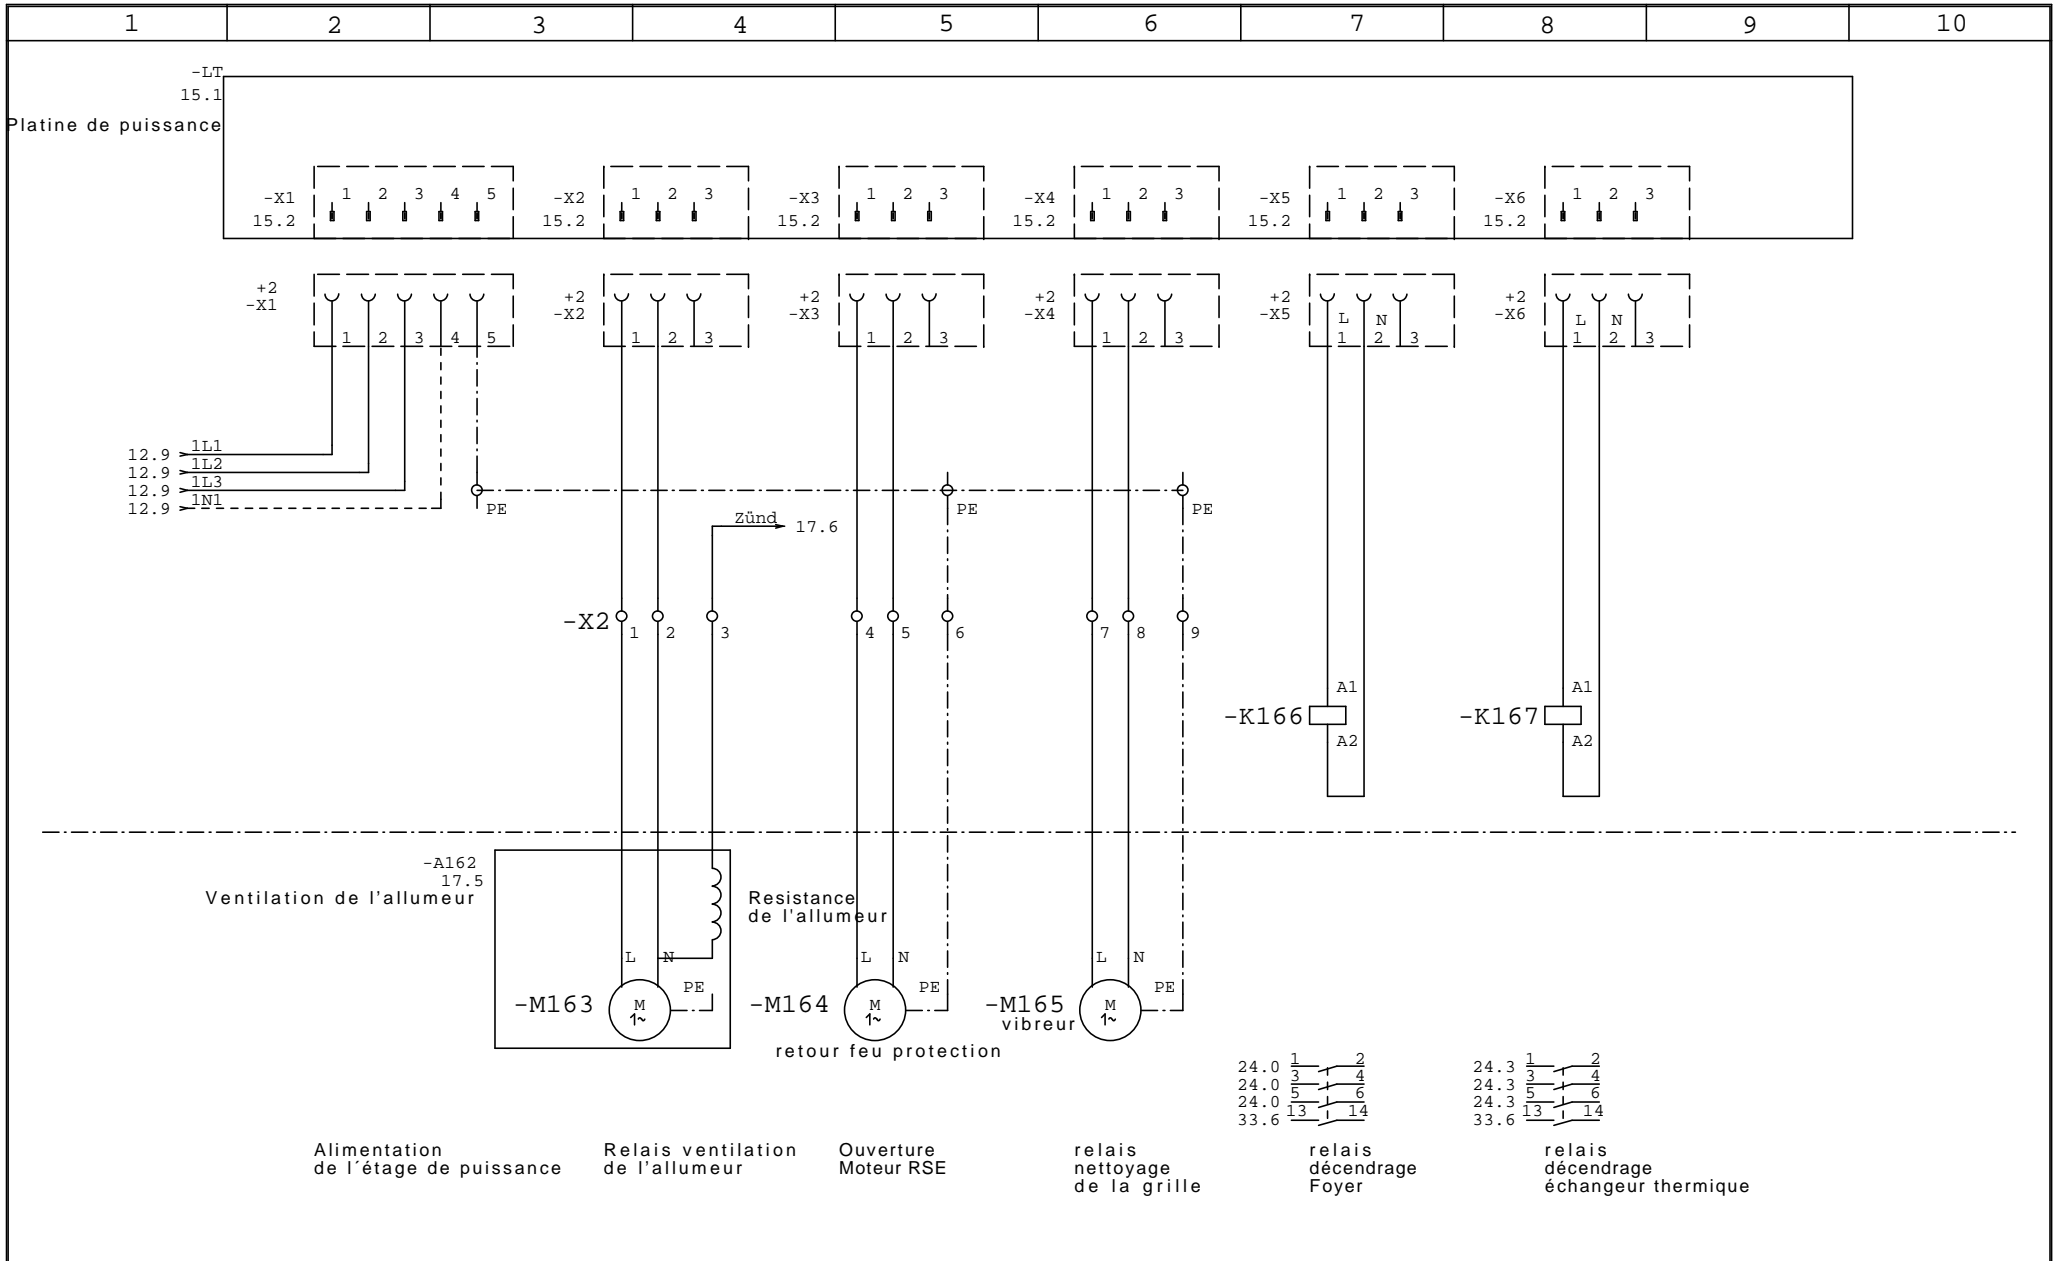 1 2 3 4 5 6 7 8 9 10
-LT
15.1
Platine de puissance
-X1 1 2 3 4 5
15.2
-X2 1 2 3
15.2
-X3 1 2 3
15.2
-X4 1 2 3
15.2
-X5 1 2 3
15.2
-X6 1 2 3
15.2
+2
-X1
1 2 3 4 5
+2
-X2
1 2 3
+2
-X3
1 2 3
+2
-X4
1 2 3
+2
-X5
L N
1 2 3
+2
-X6
L N
1 2 3
12.9 1L1
12.9 1L2
12.9 1L3
12.9 1N1
PE
PE
PE
Zünd 17.6
-X2 1 2 3 4 5 6 7 8 9
A1
-K166
A2
A1
-K167
A2
-A162
17.5
Ventilation de l'allumeur
Resistance
de l'allumeur
L N
PE
-M163
M
1~
L N
PE
-M164
M
1~
retour feu protection
L N
PE
-M165
vibreur
M
1~
24.0 1 2
24.0 3 4
24.0 5 6
33.6 13 14
24.3 1 2
24.3 3 4
24.3 5 6
33.6 13 14
Alimentation
de l´étage de puissance
Relais ventilation
de l'allumeur
Ouverture
Moteur RSE
relais
nettoyage
de la grille
relais
décendrage
Foyer
relais
décendrage
échangeur thermique